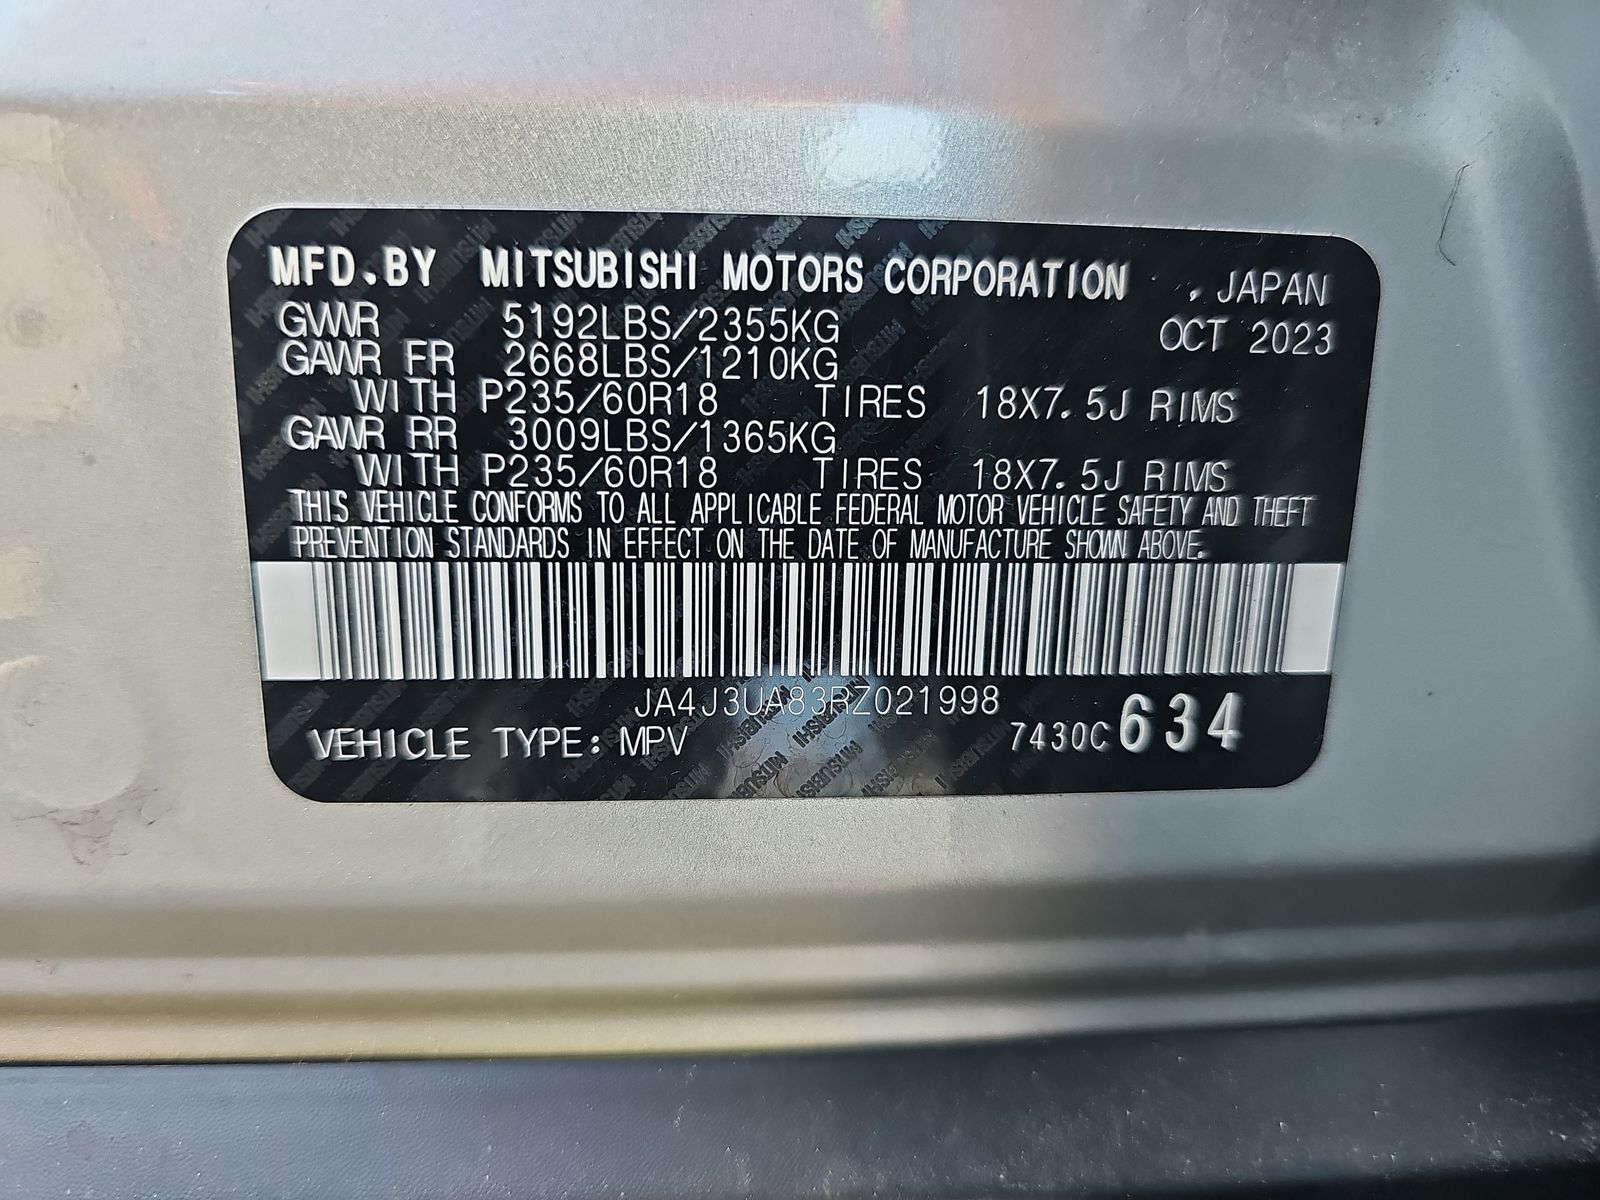 MFD.BY MITSUBISHI MOTORS CORPORATION , JAPAN
GVWR 5192LBS/2355KG OCT 2023
GAWR FR 2668LBS/1210KG
WITH P235/60R18 TIRES 18X7.5J RIMS
GAWR RR 3009LBS/1365KG
WITH P235/60R18 TIRES 18X7.5J RIMS
THIS VEHICLE CONFORMS TO ALL APPLICABLE FEDERAL MOTOR VEHICLE SAFETY AND THEFT
PREVENTION STANDARDS IN EFFECT ON THE DATE OF MANUFACTURE SHOWN ABOVE.
JA4J3UA83RZ021998
VEHICLE TYPE: MPV 7430C 634